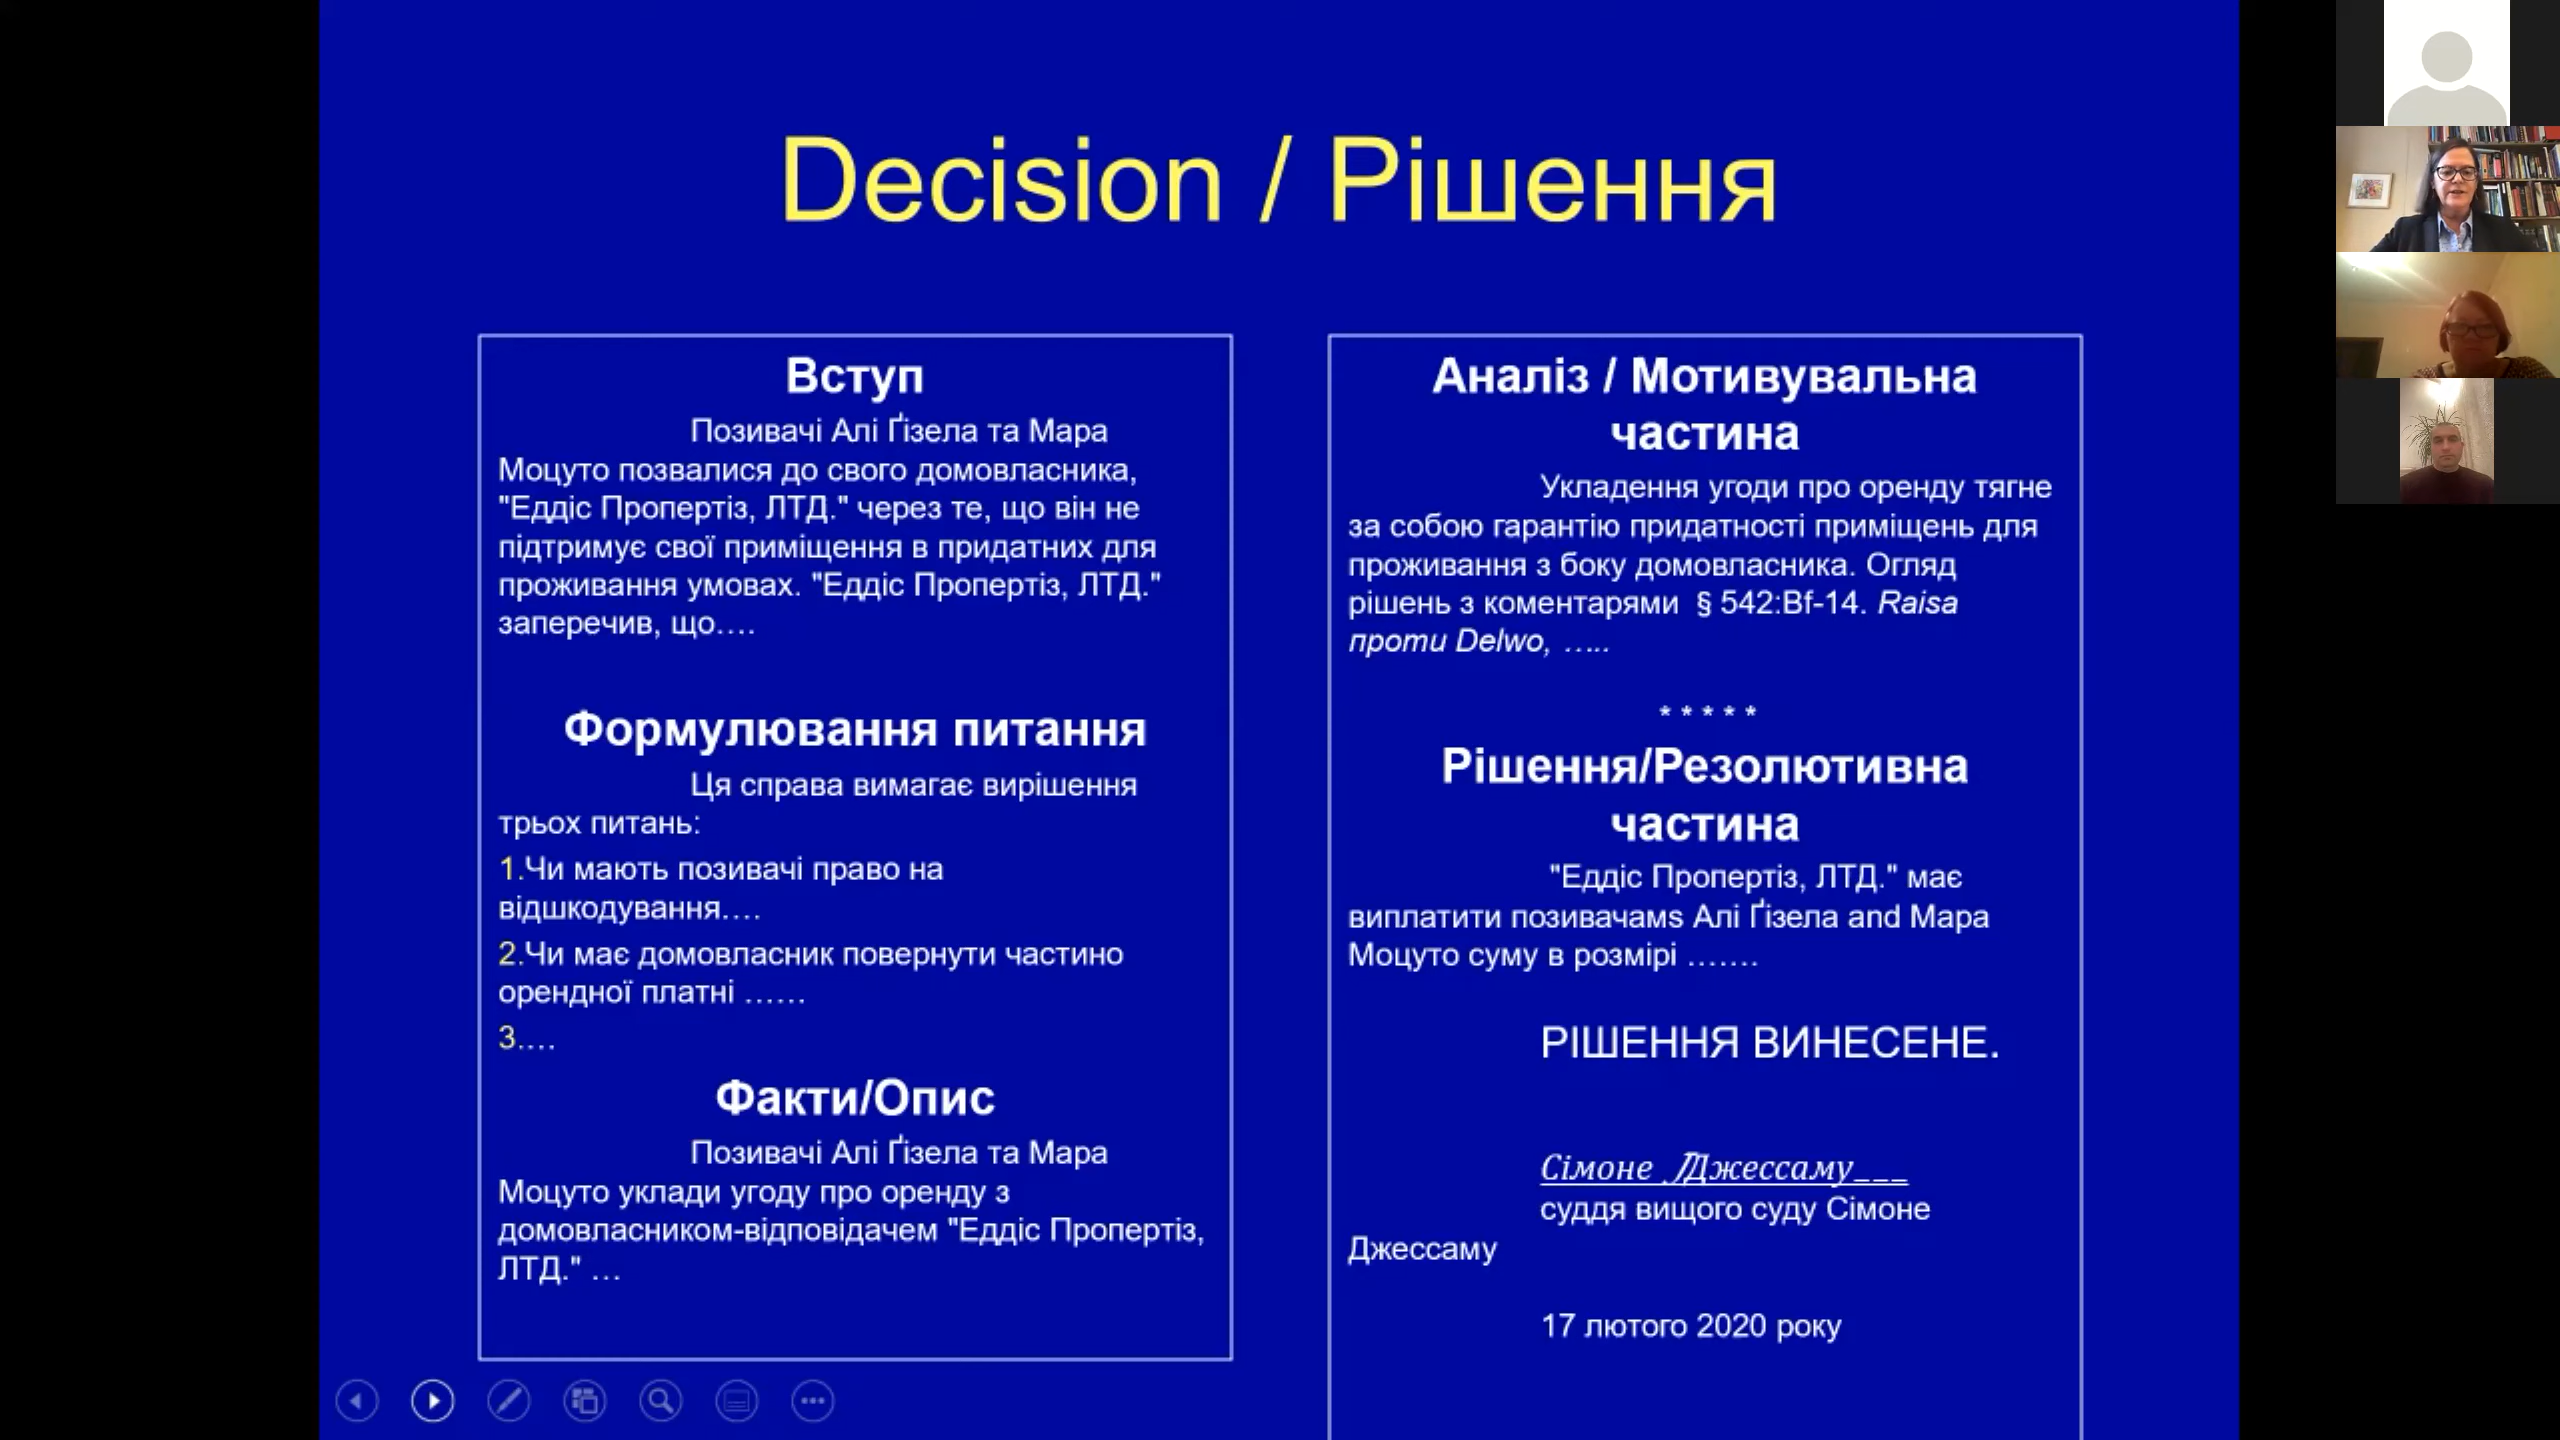 Decision / Рішення
Вступ
Позивачі Алі Ґізела та Мара
Моцуто позвалися до свого домовласника,
"Еддіс Пропертіз, ЛТД." через те, що він не
підтримує свої приміщення в придатних для
проживання умовах. "Еддіс Пропертіз, ЛТД."
заперечив, що....
Формулювання питання
Ця справа вимагає вирішення
трьох питань:
1.Чи мають позивачі право на
відшкодування....
2.Чи має домовласник повернути частино
орендної платні ......
3....
Факти/Опис
Позивачі Алі Ґізела та Мара
Моцуто уклади угоду про оренду з
домовласником-відповідачем "Еддіс Пропертіз,
ЛТД." ...
Аналіз / Мотивувальна
частина
Укладення угоди про оренду тягне
за собою гарантію придатності приміщень для
проживання з боку домовласника. Огляд
рішень з коментарями § 542:Bf-14. Raisa
проти Delwo, .....
* * * * *
Рішення/Резолютивна
частина
"Еддіс Пропертіз, ЛТД." має
виплатити позивачамs Алі Ґізела and Мара
Моцуто суму в розмірі .......
РІШЕННЯ ВИНЕСЕНЕ.
Сімоне Джессаму___
суддя вищого суду Сімоне
Джессаму
17 лютого 2020 року